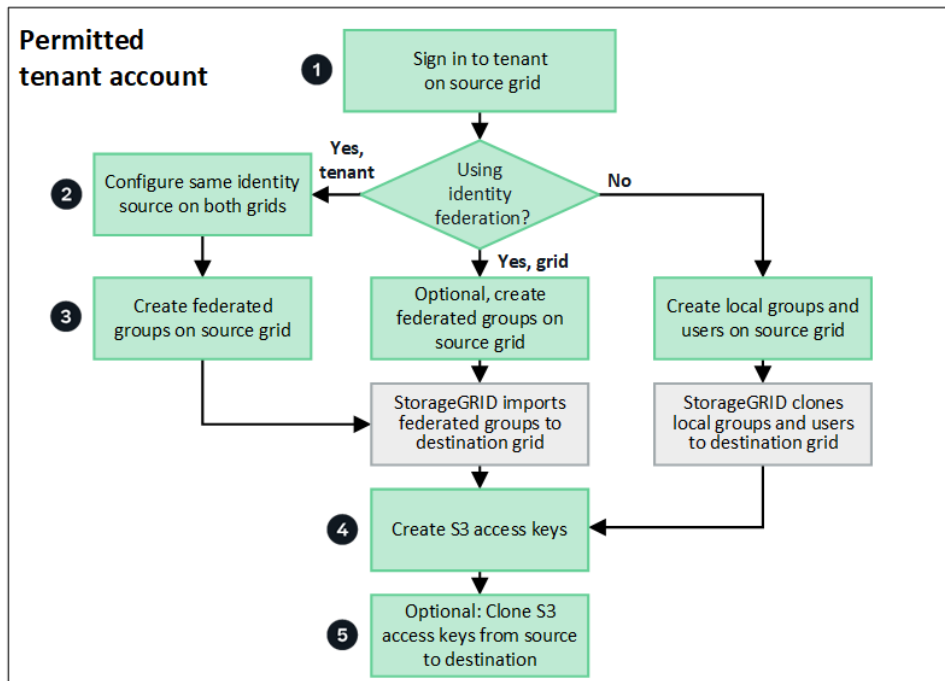 Permitted
tenant account
1
Sign in to tenant
on source grid
Yes,
tenant
Using
identity
federation?
No
2
Configure same identity
source on both grids
Yes, grid
3
Create federated
groups on source grid
Optional, create
federated groups on
source grid
Create local groups and
users on source grid
StorageGRID imports
federated groups to
destination grid
StorageGRID clones
local groups and users
to destination grid
4
Create S3 access keys
5
Optional: Clone S3
access keys from source
to destination